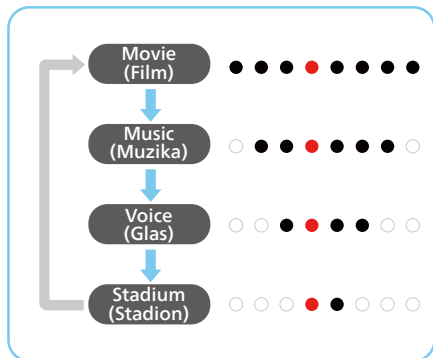 Movie
(Film)
Music
(Muzika)
Voice
(Glas)
Stadium
(Stadion)